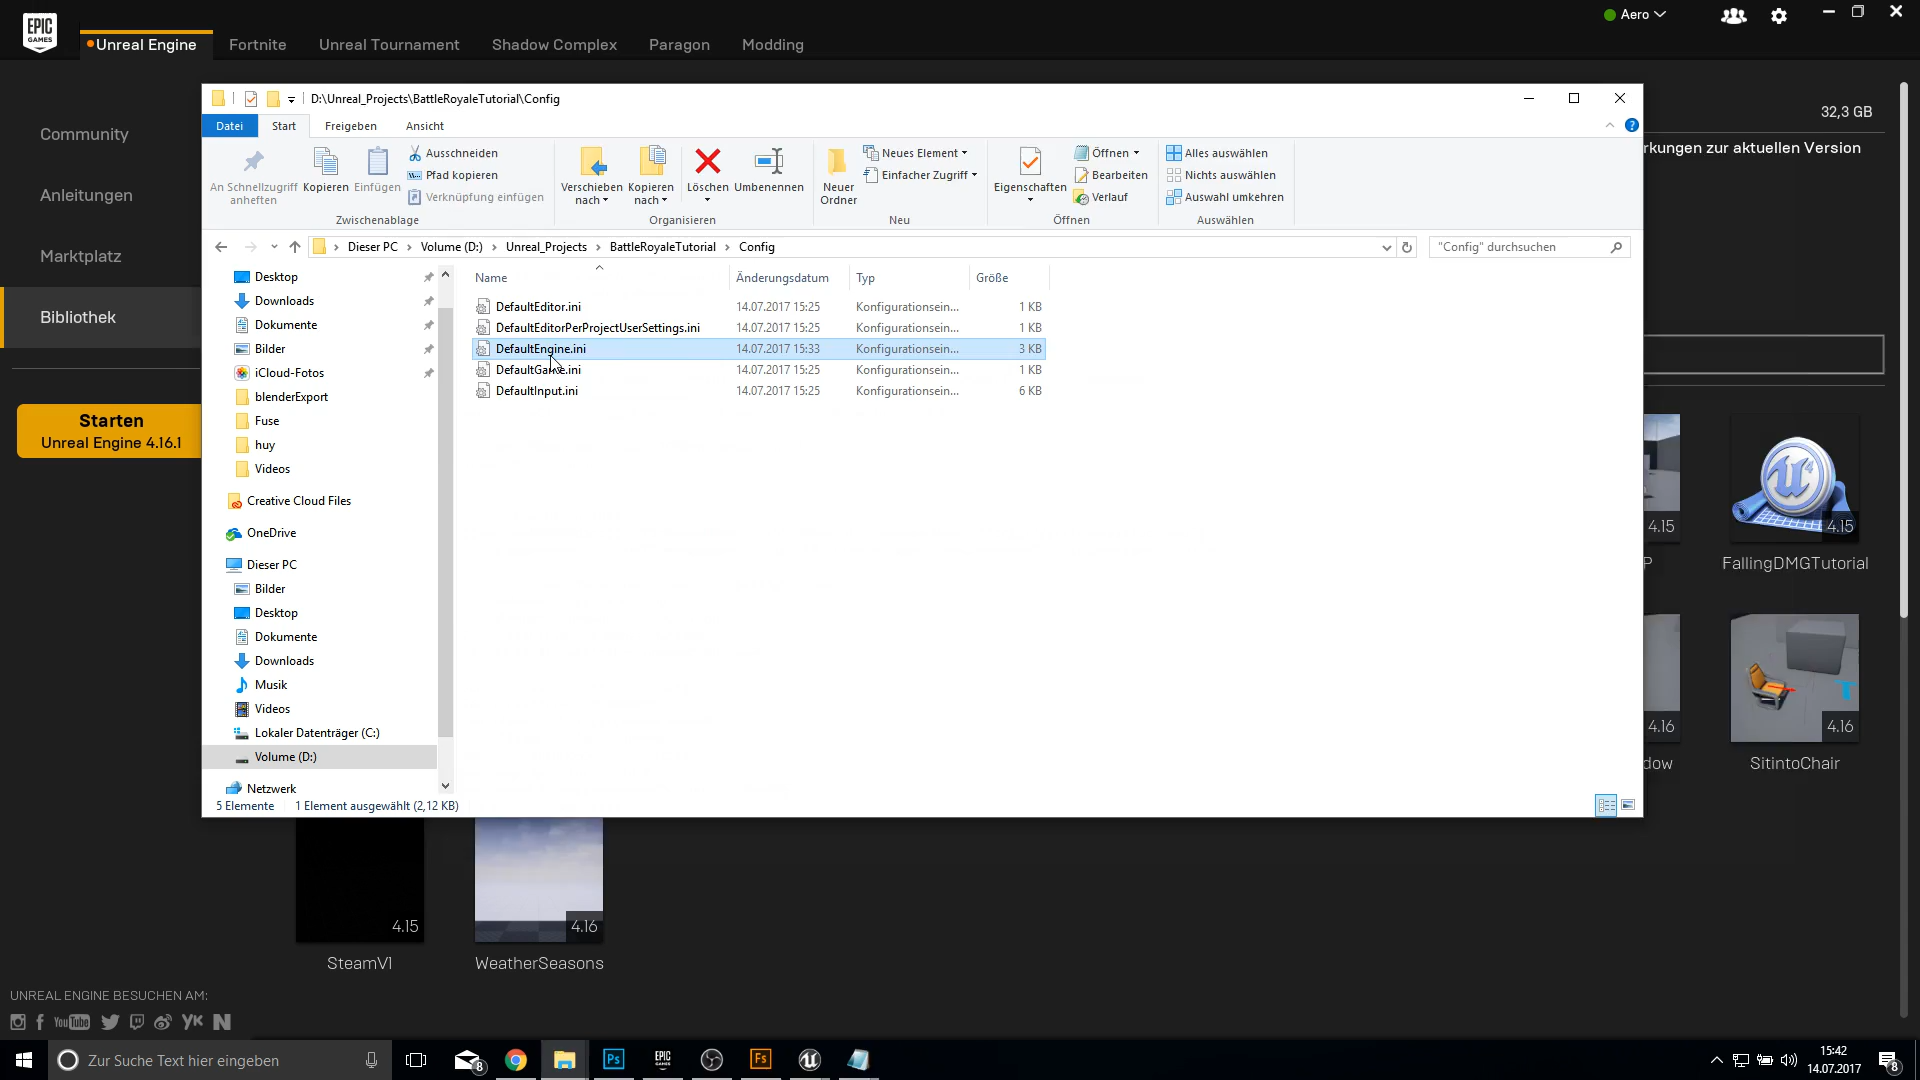 EPIC GAMES
Unreal Engine
Fortnite
Unreal Tournament
Shadow Complex
Paragon
Modding
Aero
Community
Anleitungen
Marktplatz
Bibliothek
Starten
Unreal Engine 4.16.1
32,3 GB
rkungen zur aktuellen Version
D:\Unreal_Projects\BattleRoyaleTutorial\Config
Datei
Start
Freigeben
Ansicht
An Schnellzugriff anheften
Kopieren
Einfügen
Ausschneiden
Pfad kopieren
Verknüpfung einfügen
Zwischenablage
Verschieben nach
Kopieren nach
Löschen
Umbenennen
Organisieren
Neuer Ordner
Neues Element
Einfacher Zugriff
Neu
Eigenschaften
Öffnen
Bearbeiten
Verlauf
Öffnen
Alles auswählen
Nichts auswählen
Auswahl umkehren
Auswählen
Dieser PC
Volume (D:)
Unreal_Projects
BattleRoyaleTutorial
Config
"Config" durchsuchen
Desktop
Downloads
Dokumente
Bilder
iCloud-Fotos
blenderExport
Fuse
huy
Videos
Creative Cloud Files
OneDrive
Dieser PC
Bilder
Desktop
Dokumente
Downloads
Musik
Videos
Lokaler Datenträger (C:)
Volume (D:)
Netzwerk
Name Änderungsdatum Typ Größe
DefaultEditor.ini 14.07.2017 15:25 Konfigurationsein... 1 KB
DefaultEditorPerProjectUserSettings.ini 14.07.2017 15:25 Konfigurationsein... 1 KB
DefaultEngine.ini 14.07.2017 15:33 Konfigurationsein... 3 KB
DefaultGame.ini 14.07.2017 15:25 Konfigurationsein... 1 KB
DefaultInput.ini 14.07.2017 15:25 Konfigurationsein... 6 KB
5 Elemente 1 Element ausgewählt (2,12 KB)
4.15
P
4.15
FallingDMGTutorial
4.16
dow
4.16
SitintoChair
4.15
SteamV1
4.16
WeatherSeasons
UNREAL ENGINE BESUCHEN AM:
YouTube
Zur Suche Text hier eingeben
8
Ps
EPIC GAMES
Fs
15:42
14.07.2017
8